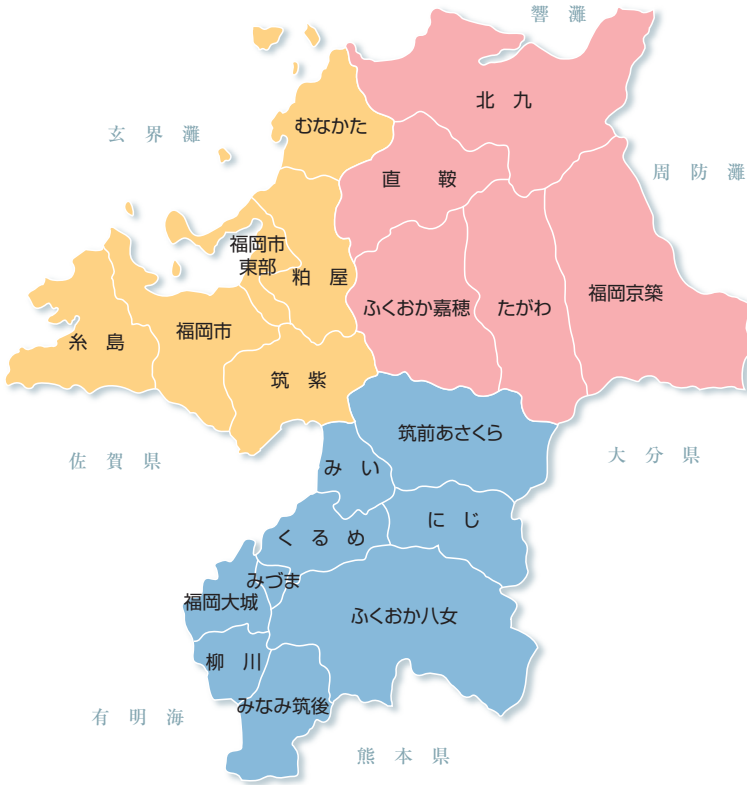 響灘
北九
むなかた
玄界灘
直鞍
周防灘
福岡市
東部
粕屋
ふくおか嘉穂
たがわ
福岡京築
福岡市
糸島
筑紫
筑前あさくら
大分県
佐賀県
みい
にじ
くるめ
みづま
福岡大城
ふくおか八女
柳川
みなみ筑後
有明海
熊本県